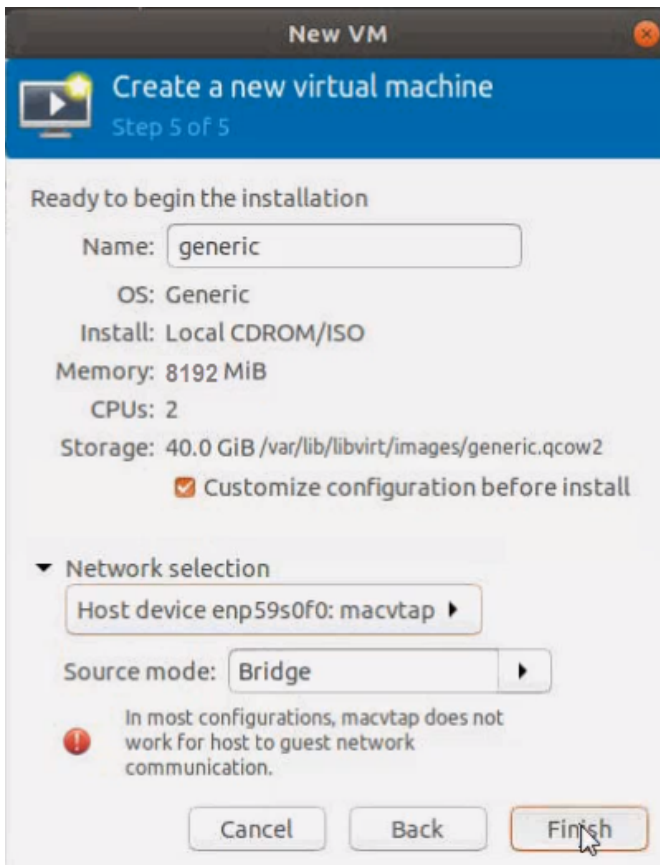 New VM
Create a new virtual machine
Step 5 of 5
Ready to begin the installation
Name: generic
OS: Generic
Install: Local CDROM/ISO
Memory: 8192 MiB
CPUs: 2
Storage: 40.0 GiB /var/lib/libvirt/images/generic.qcow2
Customize configuration before install
Network selection
Host device enp59s0f0: macvtap
Source mode: Bridge
In most configurations, macvtap does not
work for host to guest network
communication.
Cancel Back Finish